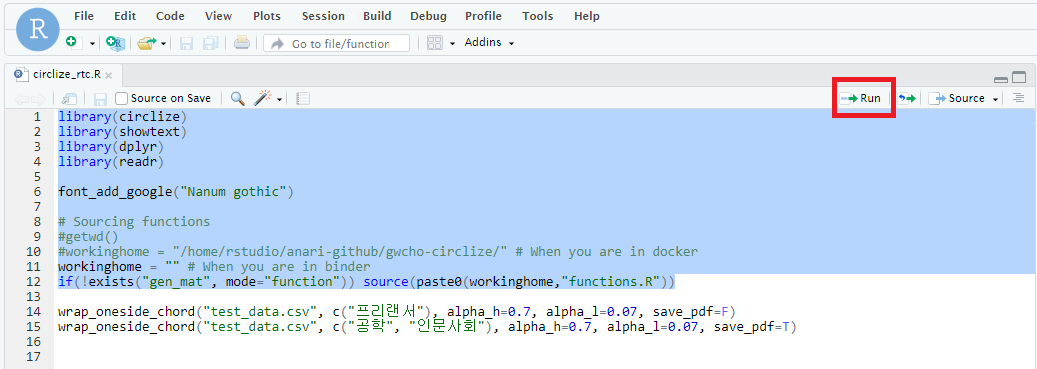 File Edit Code View Plots Session Build Debug Profile Tools Help
R
Go to file/function Addins
circlize_rtc.R
Source on Save Run Source
1 library(circlize)
2 library(showtext)
3 library(dplyr)
4 library(readr)
5
6 font_add_google("Nanum gothic")
7
8 # Sourcing functions
9 #getwd()
10 #workinghome = "/home/rstudio/anari-github/gwcho-circlize/" # When you are in docker
11 workinghome = "" # When you are in binder
12 if(!exists("gen_mat", mode="function")) source(paste0(workinghome,"functions.R"))
13
14 wrap_oneside_chord("test_data.csv", c("프리랜서"), alpha_h=0.7, alpha_l=0.07, save_pdf=F)
15 wrap_oneside_chord("test_data.csv", c("공학", "인문사회"), alpha_h=0.7, alpha_l=0.07, save_pdf=T)
16
17